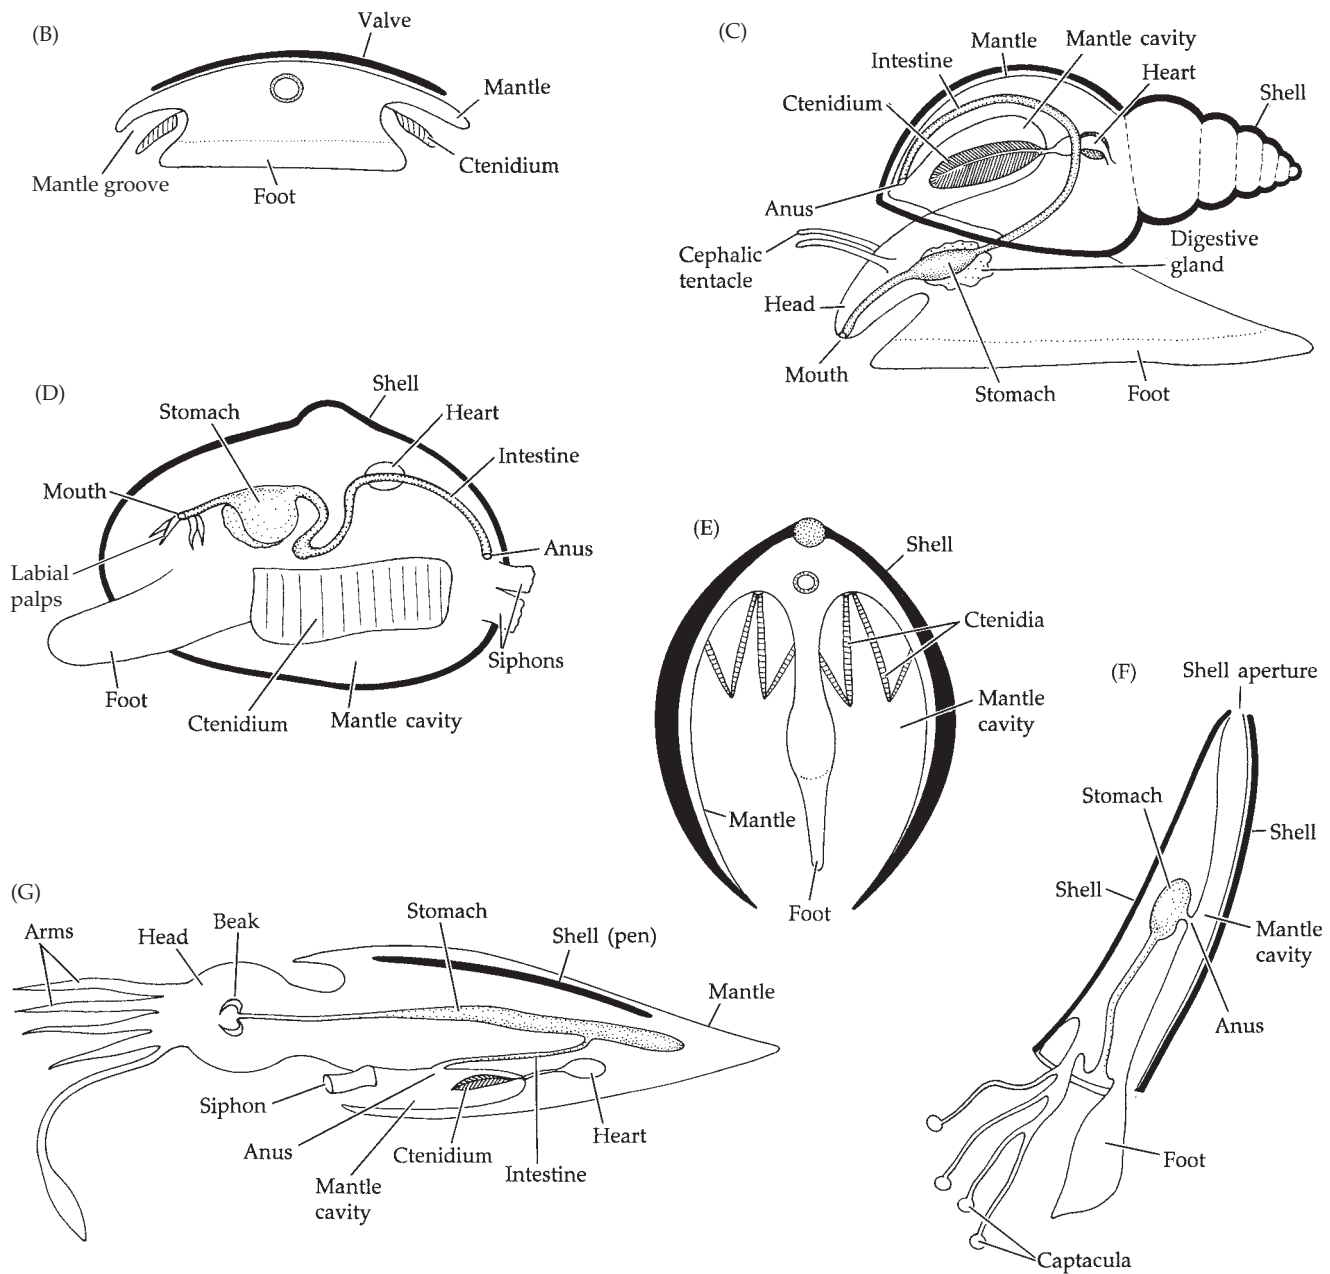 (B)
Valve
Mantle
Ctenidium
Mantle groove
Foot
(C)
Mantle
Mantle cavity
Intestine
Heart
Ctenidium
Shell
Anus
Cephalic
tentacle
Digestive
gland
Head
Mouth
Stomach
Foot
(D)
Shell
Stomach
Heart
Intestine
Mouth
Anus
Labial
palps
Siphons
Foot
Ctenidium
Mantle cavity
(E)
Shell
Ctenidia
Mantle
cavity
Mantle
Foot
(F)
Shell aperture
Stomach
Shell
Shell
Mantle
cavity
Anus
Foot
Captacula
(G)
Arms
Head
Beak
Stomach
Shell (pen)
Mantle
Siphon
Anus
Mantle
cavity
Ctenidium
Intestine
Heart